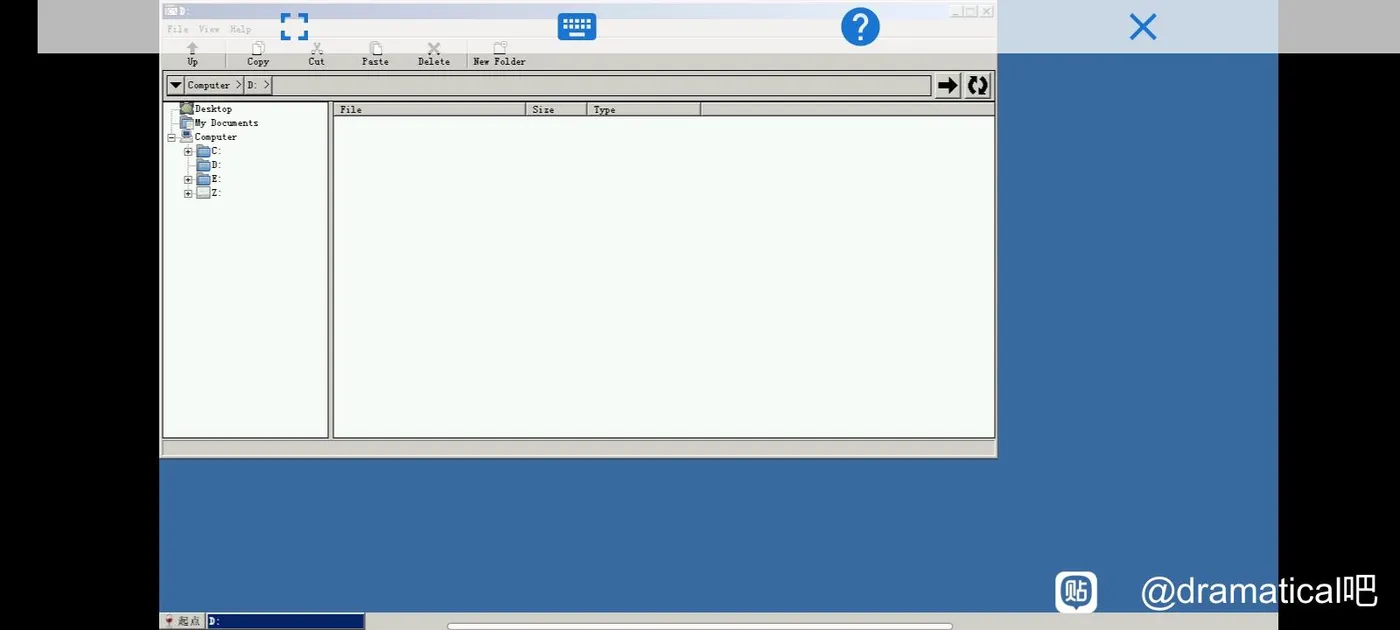 D:
File View Help
Up Copy Cut Paste Delete New Folder
Computer > D: >
Desktop
My Documents
Computer
C:
D:
E:
Z:
File Size Type
贴 @dramatical吧
起点 D: